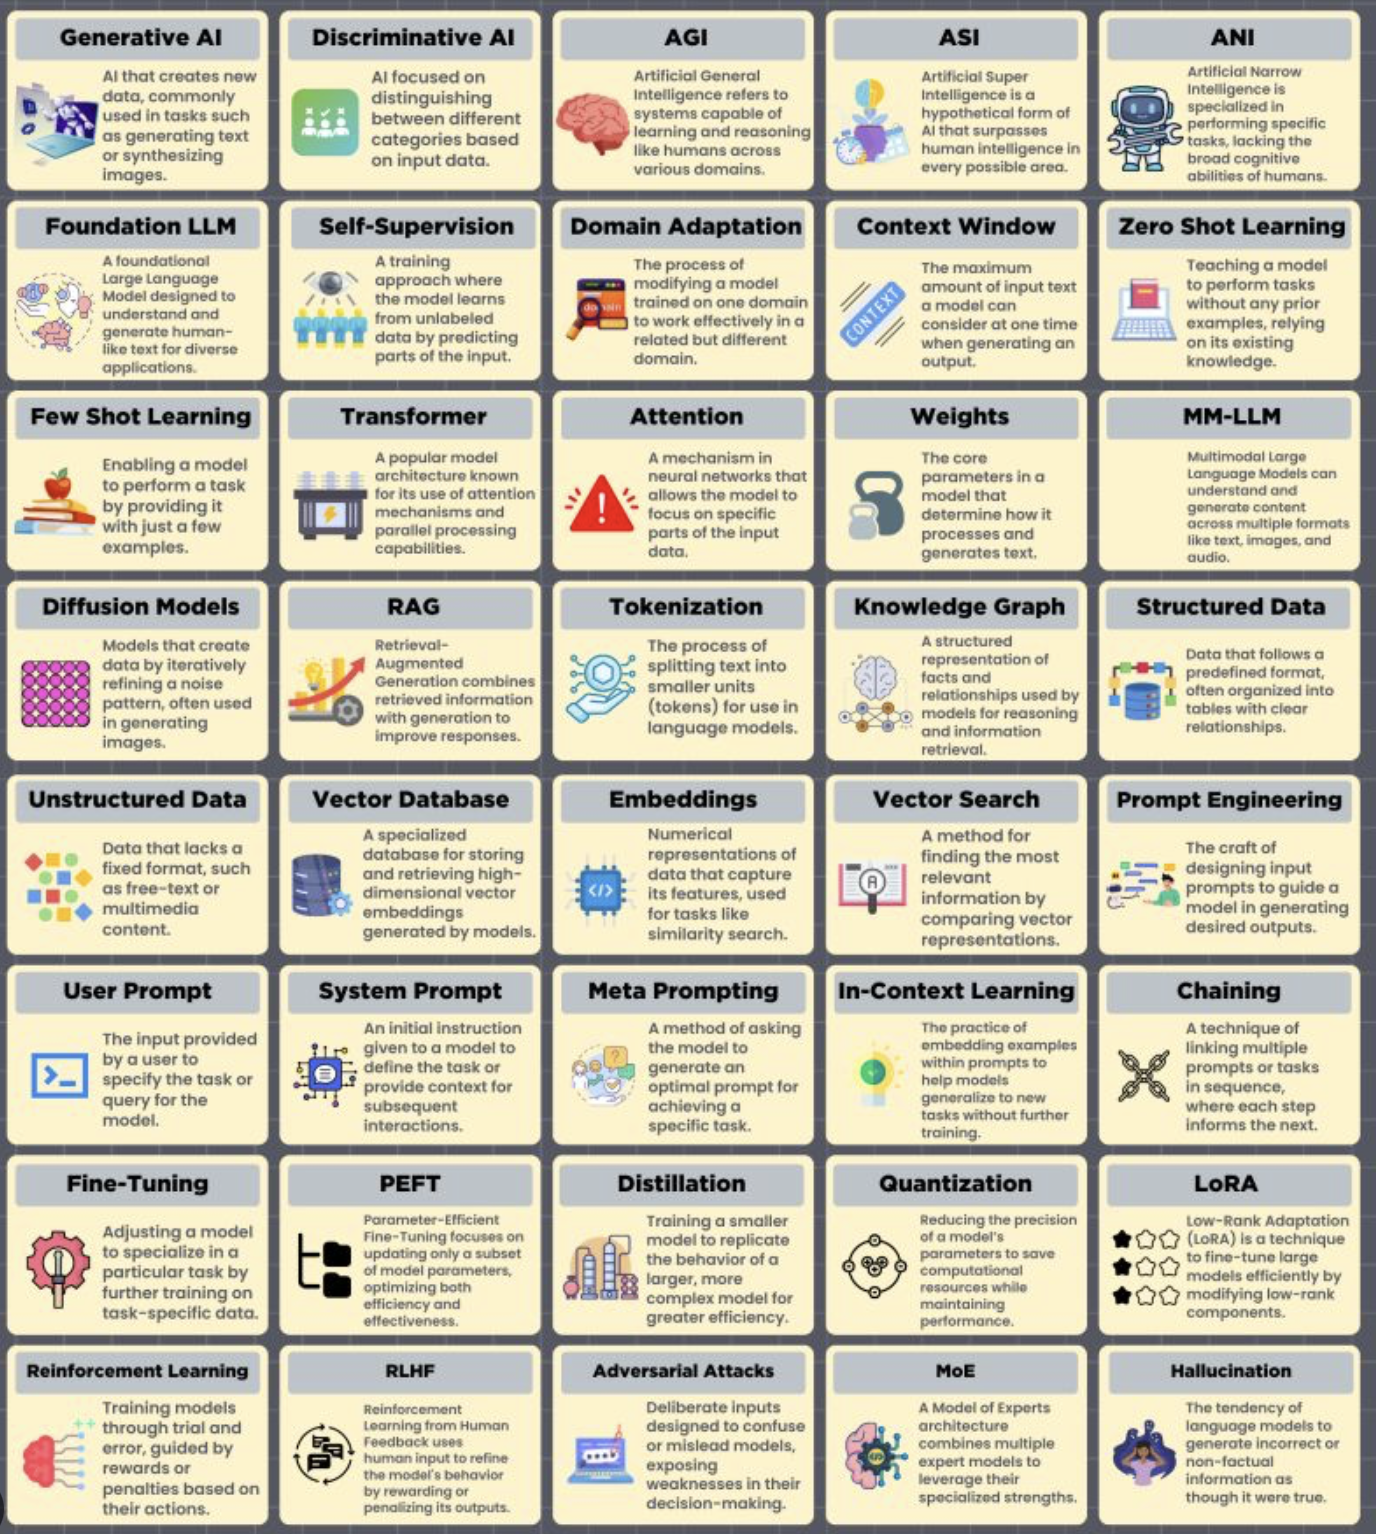 Generative AI
AI that creates new
data, commonly
used in tasks such
as generating text
or synthesizing
images.
Discriminative AI
AI focused on
distinguishing
between different
categories based
on input data.
AGI
Artificial General
Intelligence refers to
systems capable of
learning and reasoning
like humans across
various domains.
ASI
Artificial Super
Intelligence is a
hypothetical form of
AI that surpasses
human intelligence in
every possible area.
ANI
Artificial Narrow
Intelligence is
specialized in
performing specific
tasks, lacking the
broad cognitive
abilities of humans.
Foundation LLM
A foundational
Large Language
Model designed to
understand and
generate human-
like text for diverse
applications.
Self-Supervision
A training
approach where
the model learns
from unlabeled
data by predicting
parts of the input.
Domain Adaptation
domain
The process of
modifying a model
trained on one domain
to work effectively in a
related but different
domain.
Context Window
CONTEXT
The maximum
amount of input text
a model can
consider at one time
when generating an
output.
Zero Shot Learning
Teaching a model
to perform tasks
without any prior
examples, relying
on its existing
knowledge.
Few Shot Learning
Enabling a model
to perform a task
by providing it
with just a few
examples.
Transformer
A popular model
architecture known
for its use of attention
mechanisms and
parallel processing
capabilities.
Attention
A mechanism in
neural networks that
allows the model to
focus on specific
parts of the input
data.
Weights
The core
parameters in a
model that
determine how it
processes and
generates text.
MM-LLM
Multimodal Large
Language Models can
understand and
generate content
across multiple formats
like text, images, and
audio.
Diffusion Models
Models that create
data by iteratively
refining a noise
pattern, often used
in generating
images.
RAG
Retrieval-
Augmented
Generation combines
retrieved information
with generation to
improve responses.
Tokenization
The process of
splitting text into
smaller units
(tokens) for use in
language models.
Knowledge Graph
A structured
representation of
facts and
relationships used by
models for reasoning
and information
retrieval.
Structured Data
Data that follows a
predefined format,
often organized into
tables with clear
relationships.
Unstructured Data
Data that lacks a
fixed format, such
as free-text or
multimedia
content.
Vector Database
A specialized
database for storing
and retrieving high-
dimensional vector
embeddings
generated by models.
Embeddings
</>
Numerical
representations of
data that capture
its features, used
for tasks like
similarity search.
Vector Search
A
A method for
finding the most
relevant
information by
comparing vector
representations.
Prompt Engineering
The craft of
designing input
prompts to guide a
model in generating
desired outputs.
User Prompt
The input provided
by a user to
specify the task or
query for the
model.
System Prompt
An initial instruction
given to a model to
define the task or
provide context for
subsequent
interactions.
Meta Prompting
?
A method of asking
the model to
generate an
optimal prompt for
achieving a
specific task.
In-Context Learning
The practice of
embedding examples
within prompts to
help models
generalize to new
tasks without further
training.
Chaining
A technique of
linking multiple
prompts or tasks
in sequence,
where each step
informs the next.
Fine-Tuning
Adjusting a model
to specialize in a
particular task by
further training on
task-specific data.
PEFT
Parameter-Efficient
Fine-Tuning focuses on
updating only a subset
of model parameters,
optimizing both
efficiency and
effectiveness.
Distillation
Training a smaller
model to replicate
the behavior of a
larger, more
complex model for
greater efficiency.
Quantization
Reducing the precision
of a model's
parameters to save
computational
resources while
maintaining
performance.
LoRA
Low-Rank Adaptation
(LoRA) is a technique
to fine-tune large
models efficiently by
modifying low-rank
components.
Reinforcement Learning
Training models
through trial and
error, guided by
rewards or
penalties based on
their actions.
RLHF
Reinforcement
Learning from Human
Feedback uses
human input to refine
the model's behavior
by rewarding or
penalizing its outputs.
Adversarial Attacks
Deliberate inputs
designed to confuse
or mislead models,
exposing
weaknesses in their
decision-making.
MoE
</>
A Model of Experts
architecture
combines multiple
expert models to
leverage their
specialized strengths.
Hallucination
The tendency of
language models to
generate incorrect or
non-factual
information as
though it were true.